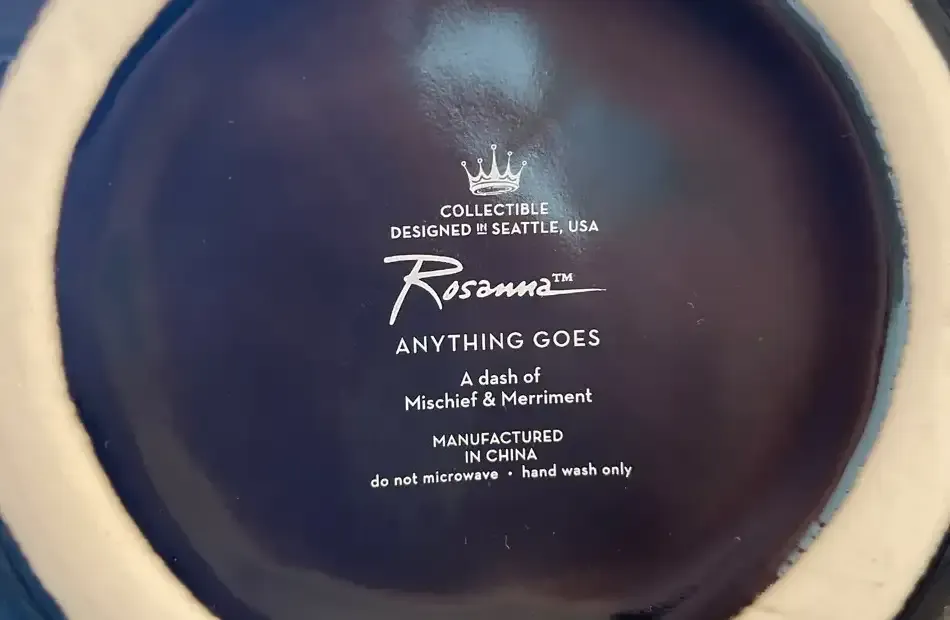 COLLECTIBLE
DESIGNED IN SEATTLE, USA
Rosanna™
ANYTHING GOES
A dash of
Mischief & Merriment
MANUFACTURED
IN CHINA
do not microwave • hand wash only